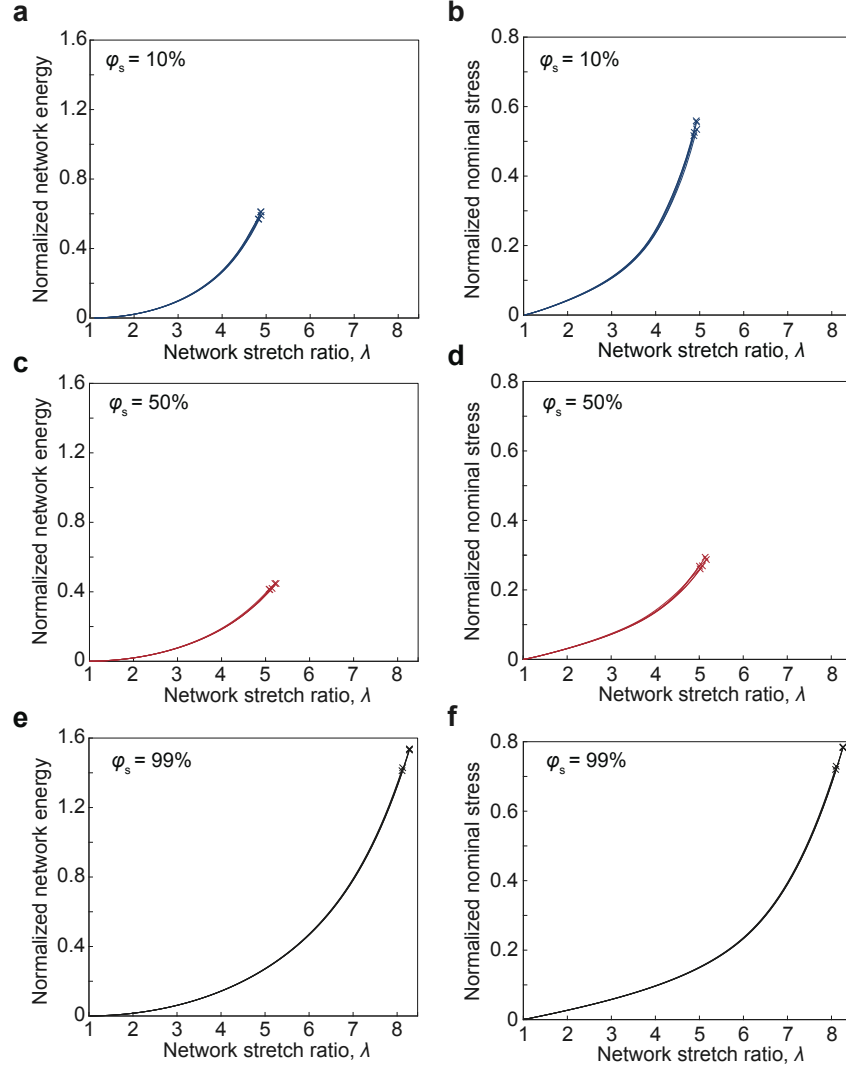 a
Normalized network energy
φs = 10%
1.6
1.2
0.8
0.4
0
1 2 3 4 5 6 7 8
Network stretch ratio, λ
b
Normalized nominal stress
φs = 10%
0.8
0.6
0.4
0.2
0
1 2 3 4 5 6 7 8
Network stretch ratio, λ
c
Normalized network energy
φs = 50%
1.6
1.2
0.8
0.4
0
1 2 3 4 5 6 7 8
Network stretch ratio, λ
d
Normalized nominal stress
φs = 50%
0.8
0.6
0.4
0.2
0
1 2 3 4 5 6 7 8
Network stretch ratio, λ
e
Normalized network energy
φs = 99%
1.6
1.2
0.8
0.4
0
1 2 3 4 5 6 7 8
Network stretch ratio, λ
f
Normalized nominal stress
φs = 99%
0.8
0.6
0.4
0.2
0
1 2 3 4 5 6 7 8
Network stretch ratio, λ